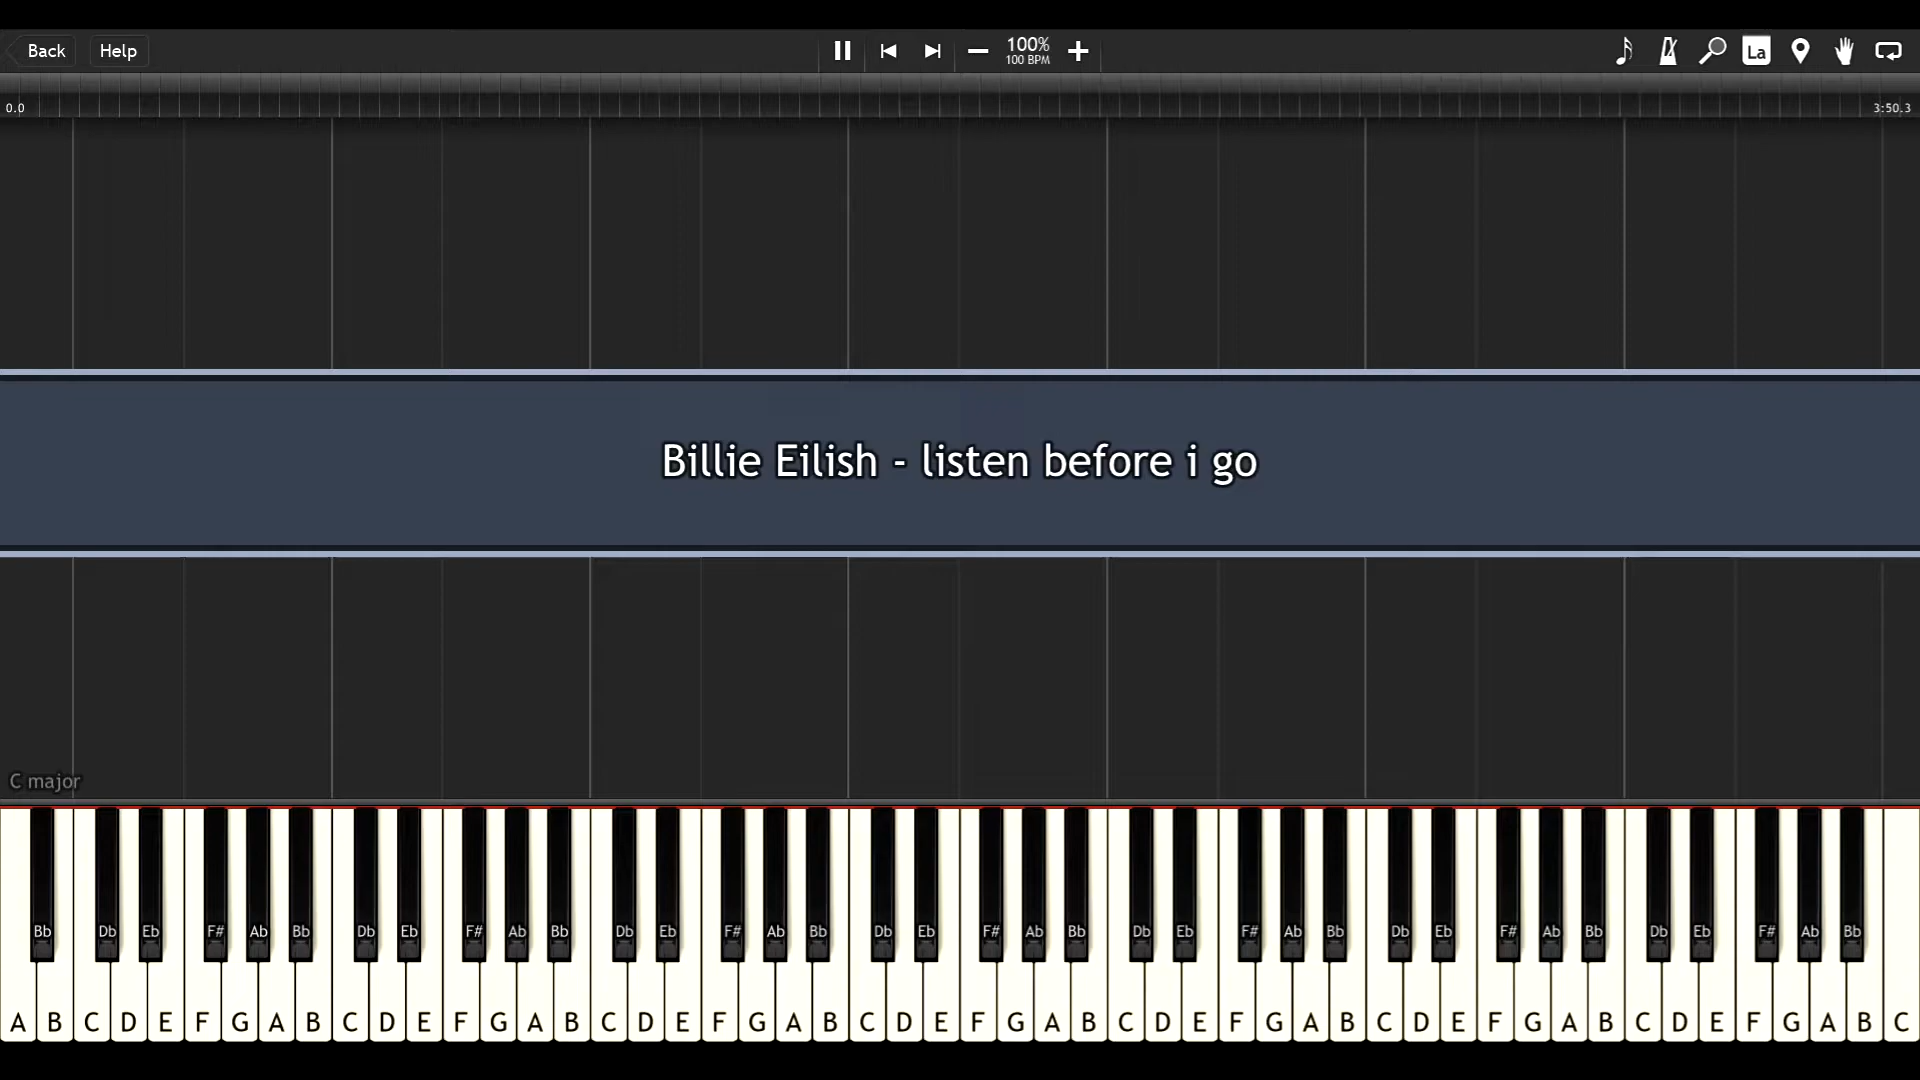 Back Help 100% La
100 BPM
0.0 3:50.3
Billie Eilish - listen before i go
C major
Bb Db Eb F# Ab Bb Db Eb F# Ab Bb Db Eb F# Ab Bb Db Eb F# Ab Bb Db Eb F# Ab Bb Db Eb F# Ab Bb Db Eb F# Ab Bb
A B C D E F G A B C D E F G A B C D E F G A B C D E F G A B C D E F G A B C D E F G A B C D E F G A B C